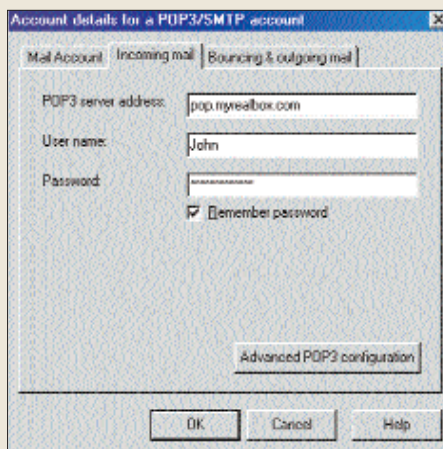 Account details for a POP3/SMTP account
Mail Account Incoming mail Bouncing & outgoing mail
POP3 server address: pop.myrealbox.com
User name: John
Password: **********
Remember password
Advanced POP3 configuration
OK Cancel Help